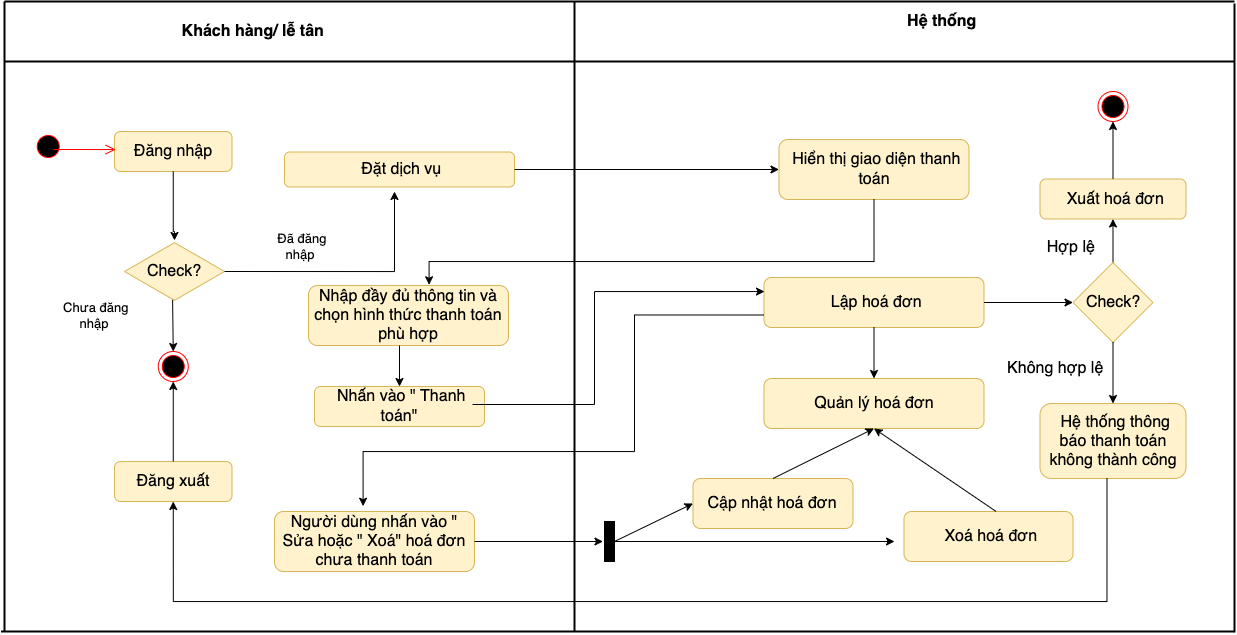 Khách hàng/ lễ tân
Hệ thống
Đăng nhập
Đặt dịch vụ
Hiển thị giao diện thanh
toán
Xuất hoá đơn
Đã đăng
nhập
Hợp lệ
Check?
Chưa đăng
nhập
Nhập đầy đủ thông tin và
chọn hình thức thanh toán
phù hợp
Lập hoá đơn
Check?
Không hợp lệ
Nhấn vào " Thanh
toán"
Quản lý hoá đơn
Hệ thống thông
báo thanh toán
không thành công
Đăng xuất
Cập nhật hoá đơn
Người dùng nhấn vào "
Sửa hoặc " Xoá" hoá đơn
chưa thanh toán
Xoá hoá đơn